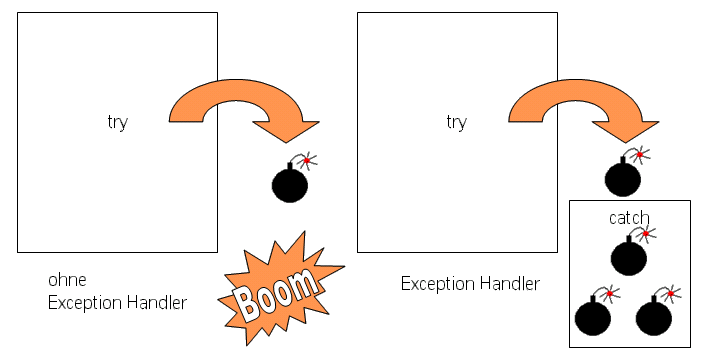 try
ohne
Exception Handler
Boom
try
Exception Handler
catch